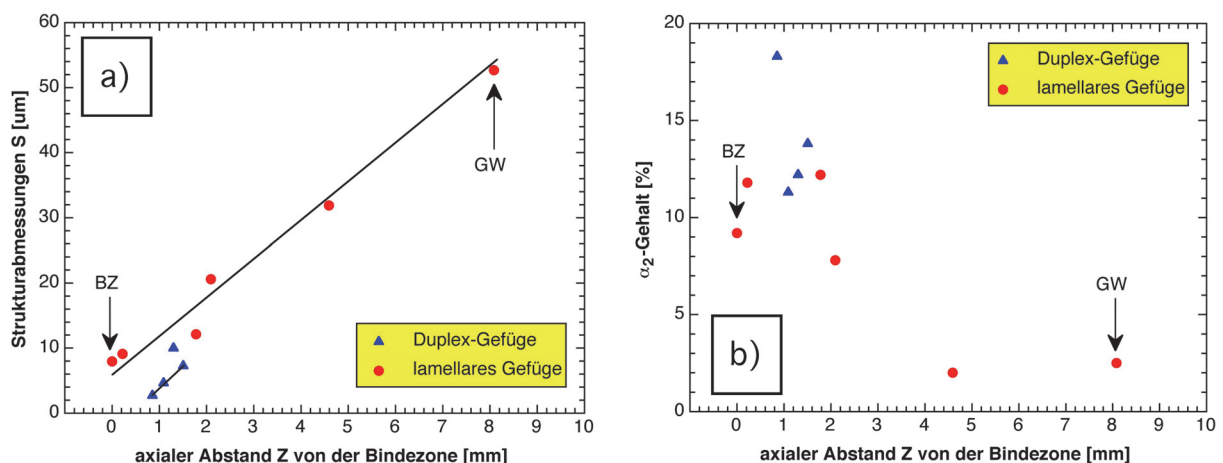 a)
60
50
40
30
20
10
0
Strukturabmessungen S [um]
BZ
GW
Duplex-Gefüge
lamellares Gefüge
0 1 2 3 4 5 6 7 8 9 10
axialer Abstand Z von der Bindezone [mm]
b)
20
15
10
5
0
α2-Gehalt [%]
Duplex-Gefüge
lamellares Gefüge
BZ
GW
0 1 2 3 4 5 6 7 8 9 10
axialer Abstand Z von der Bindezone [mm]